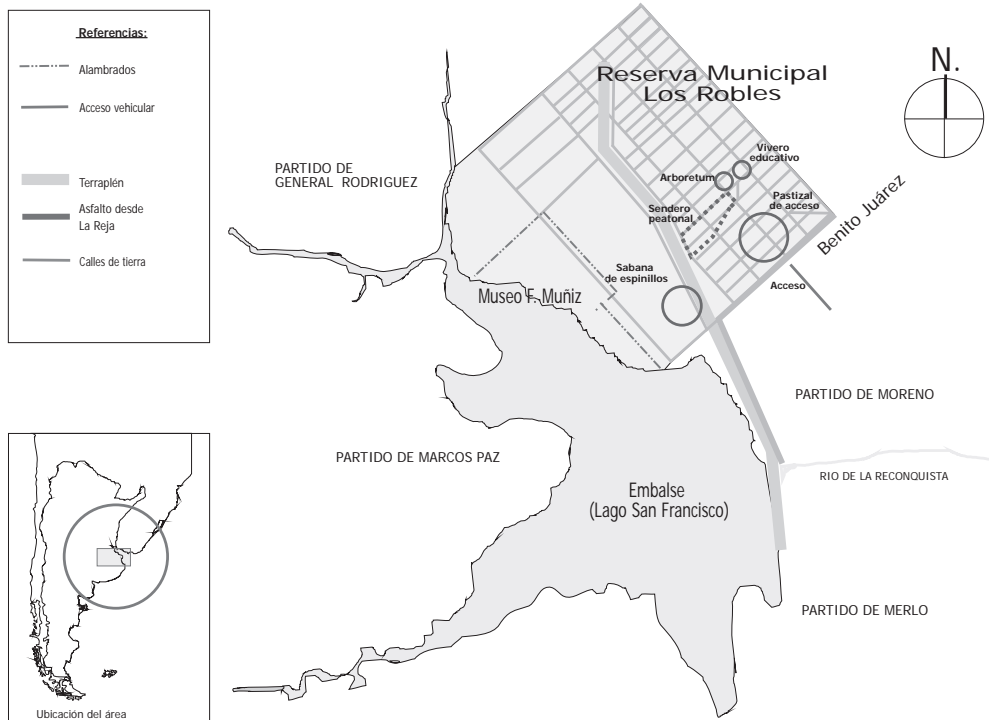 Referencias:
Alambrados
Acceso vehicular
Terraplén
Asfalto desde
La Reja
Calles de tierra
Ubicación del área
Reserva Municipal
Los Robles
N.
PARTIDO DE
GENERAL RODRIGUEZ
Vivero
educativo
Arboretum
Pastizal
de acceso
Sendero
peatonal
Benito Juárez
Sabana
de espinillos
Acceso
Museo F. Muñiz
PARTIDO DE MORENO
PARTIDO DE MARCOS PAZ
RIO DE LA RECONQUISTA
Embalse
(Lago San Francisco)
PARTIDO DE MERLO